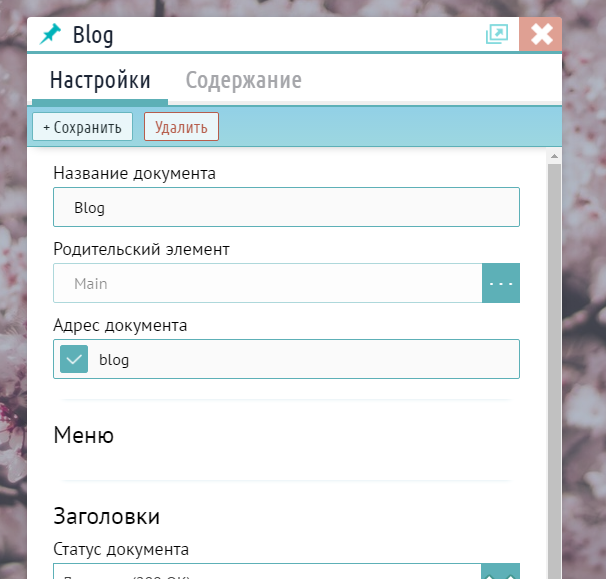 Blog
Настройки Содержание
+ Сохранить Удалить
Название документа
Blog
Родительский элемент
Main
Адрес документа
blog
Меню
Заголовки
Статус документа